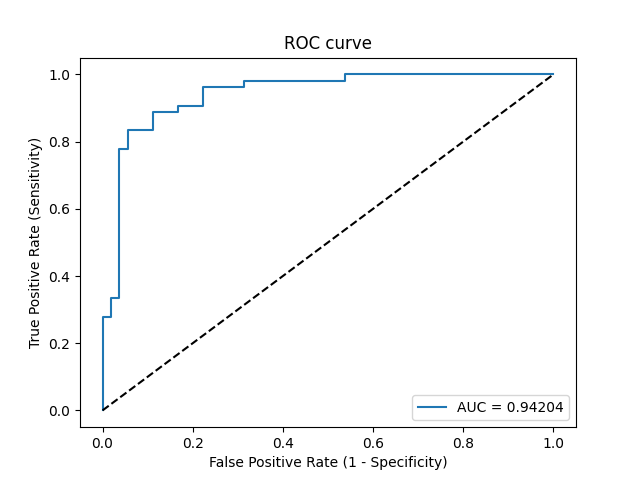 ROC curve
True Positive Rate (Sensitivity)
1.0
0.8
0.6
0.4
0.2
0.0
AUC = 0.94204
0.0 0.2 0.4 0.6 0.8 1.0
False Positive Rate (1 - Specificity)